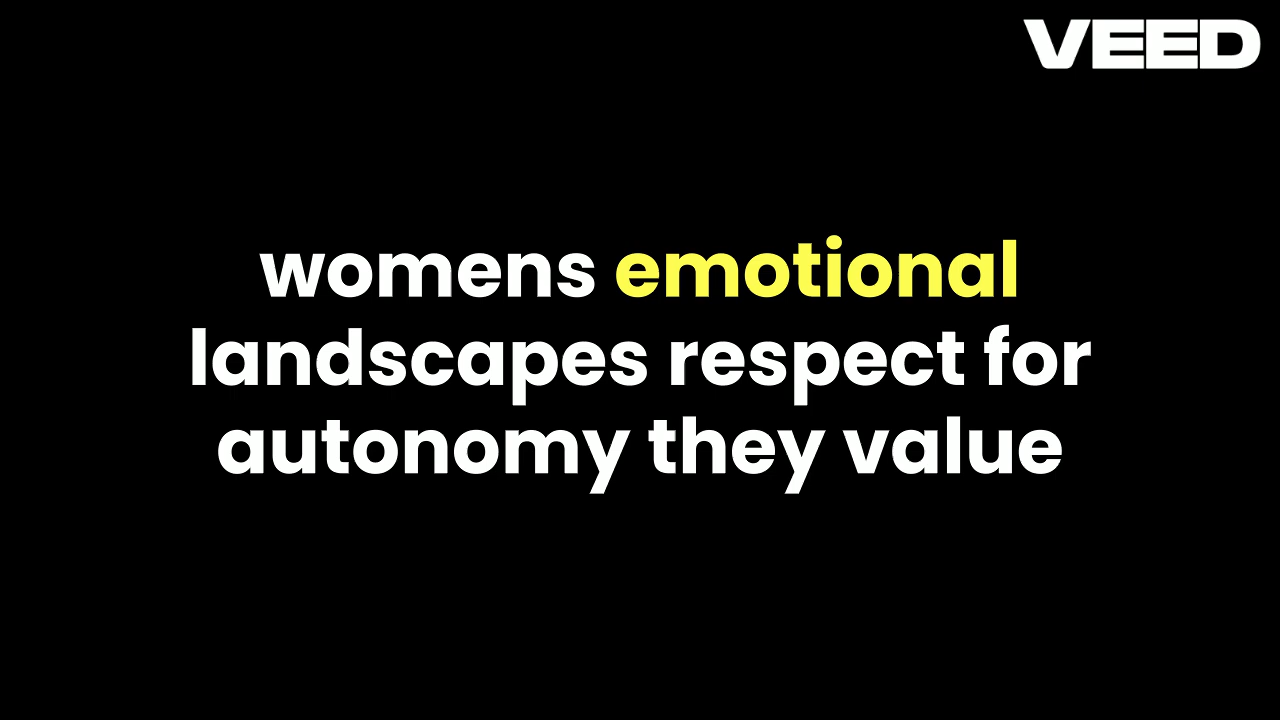 VEED
womens emotional
landscapes respect for
autonomy they value